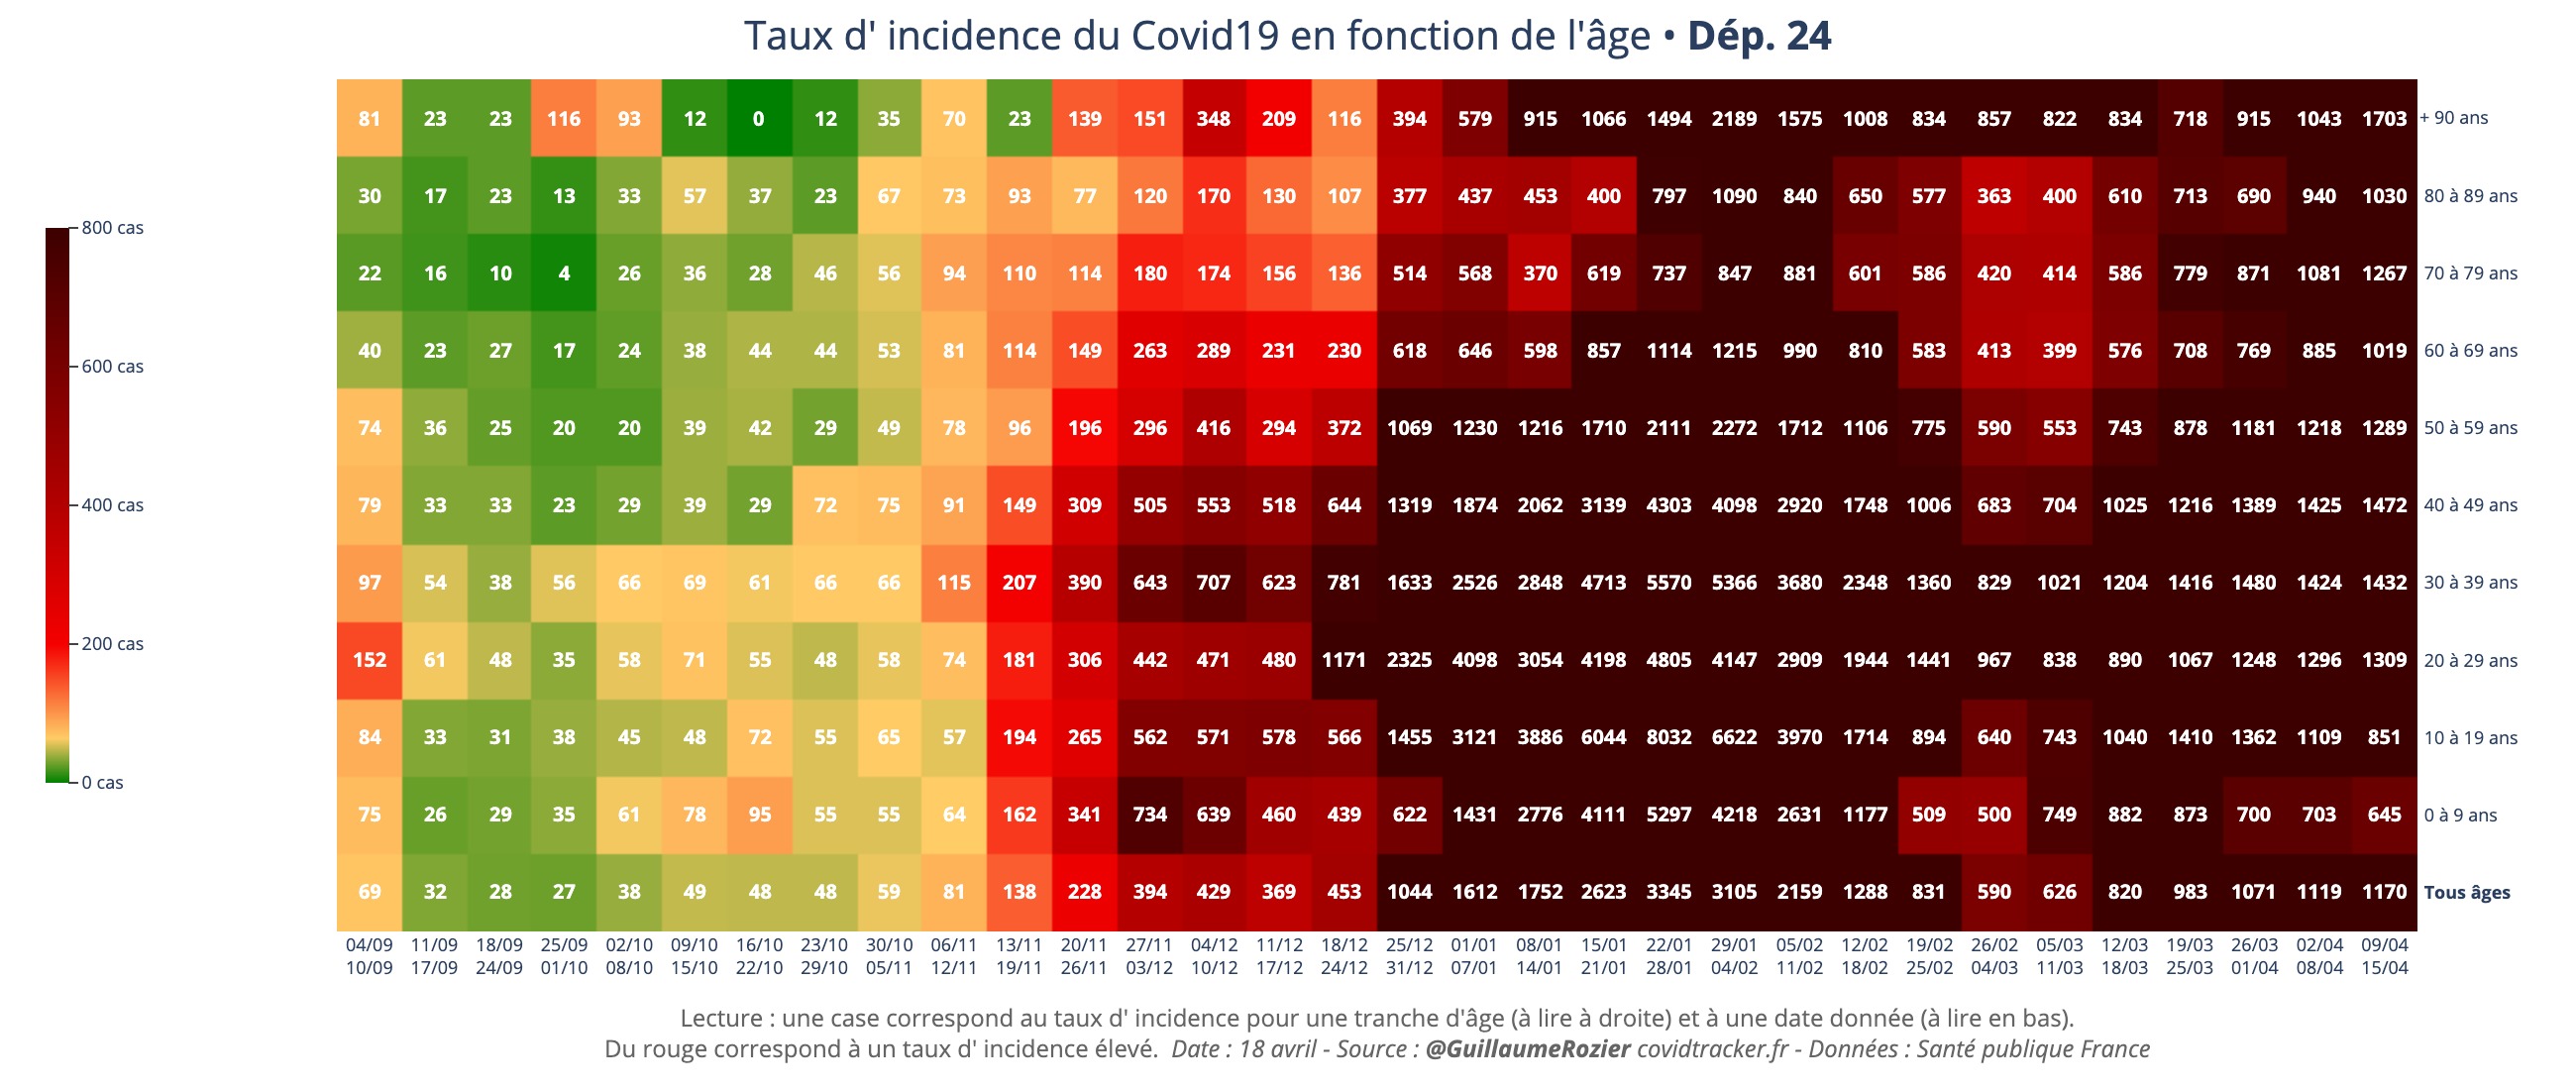 Taux d' incidence du Covid19 en fonction de l'âge • Dép. 24
800 cas
600 cas
400 cas
200 cas
0 cas
81 23 23 116 93 12 0 12 35 70 23 139 151 348 209 116 394 579 915 1066 1494 2189 1575 1008 834 857 822 834 718 915 1043 1703 + 90 ans
30 17 23 13 33 57 37 23 67 73 93 77 120 170 130 107 377 437 453 400 797 1090 840 650 577 363 400 610 713 690 940 1030 80 à 89 ans
22 16 10 4 26 36 28 46 56 94 110 114 180 174 156 136 514 568 370 619 737 847 881 601 586 420 414 586 779 871 1081 1267 70 à 79 ans
40 23 27 17 24 38 44 44 53 81 114 149 263 289 231 230 618 646 598 857 1114 1215 990 810 583 413 399 576 708 769 885 1019 60 à 69 ans
74 36 25 20 20 39 42 29 49 78 96 196 296 416 294 372 1069 1230 1216 1710 2111 2272 1712 1106 775 590 553 743 878 1181 1218 1289 50 à 59 ans
79 33 33 23 29 39 29 72 75 91 149 309 505 553 518 644 1319 1874 2062 3139 4303 4098 2920 1748 1006 683 704 1025 1216 1389 1425 1472 40 à 49 ans
97 54 38 56 66 69 61 66 66 115 207 390 643 707 623 781 1633 2526 2848 4713 5570 5366 3680 2348 1360 829 1021 1204 1416 1480 1424 1432 30 à 39 ans
152 61 48 35 58 71 55 48 58 74 181 306 442 471 480 1171 2325 4098 3054 4198 4805 4147 2909 1944 1441 967 838 890 1067 1248 1296 1309 20 à 29 ans
84 33 31 38 45 48 72 55 65 57 194 265 562 571 578 566 1455 3121 3886 6044 8032 6622 3970 1714 894 640 743 1040 1410 1362 1109 851 10 à 19 ans
75 26 29 35 61 78 95 55 55 64 162 341 734 639 460 439 622 1431 2776 4111 5297 4218 2631 1177 509 500 749 882 873 700 703 645 0 à 9 ans
69 32 28 27 38 49 48 48 59 81 138 228 394 429 369 453 1044 1612 1752 2623 3345 3105 2159 1288 831 590 626 820 983 1071 1119 1170 Tous âges
04/09 11/09 18/09 25/09 02/10 09/10 16/10 23/10 30/10 06/11 13/11 20/11 27/11 04/12 11/12 18/12 25/12 01/01 08/01 15/01 22/01 29/01 05/02 12/02 19/02 26/02 05/03 12/03 19/03 26/03 02/04 09/04
10/09 17/09 24/09 01/10 08/10 15/10 22/10 29/10 05/11 12/11 19/11 26/11 03/12 10/12 17/12 24/12 31/12 07/01 14/01 21/01 28/01 04/02 11/02 18/02 25/02 04/03 11/03 18/03 25/03 01/04 08/04 15/04
Lecture : une case correspond au taux d' incidence pour une tranche d'âge (à lire à droite) et à une date donnée (à lire en bas).
Du rouge correspond à un taux d' incidence élevé. Date : 18 avril - Source : @GuillaumeRozier covidtracker.fr - Données : Santé publique France